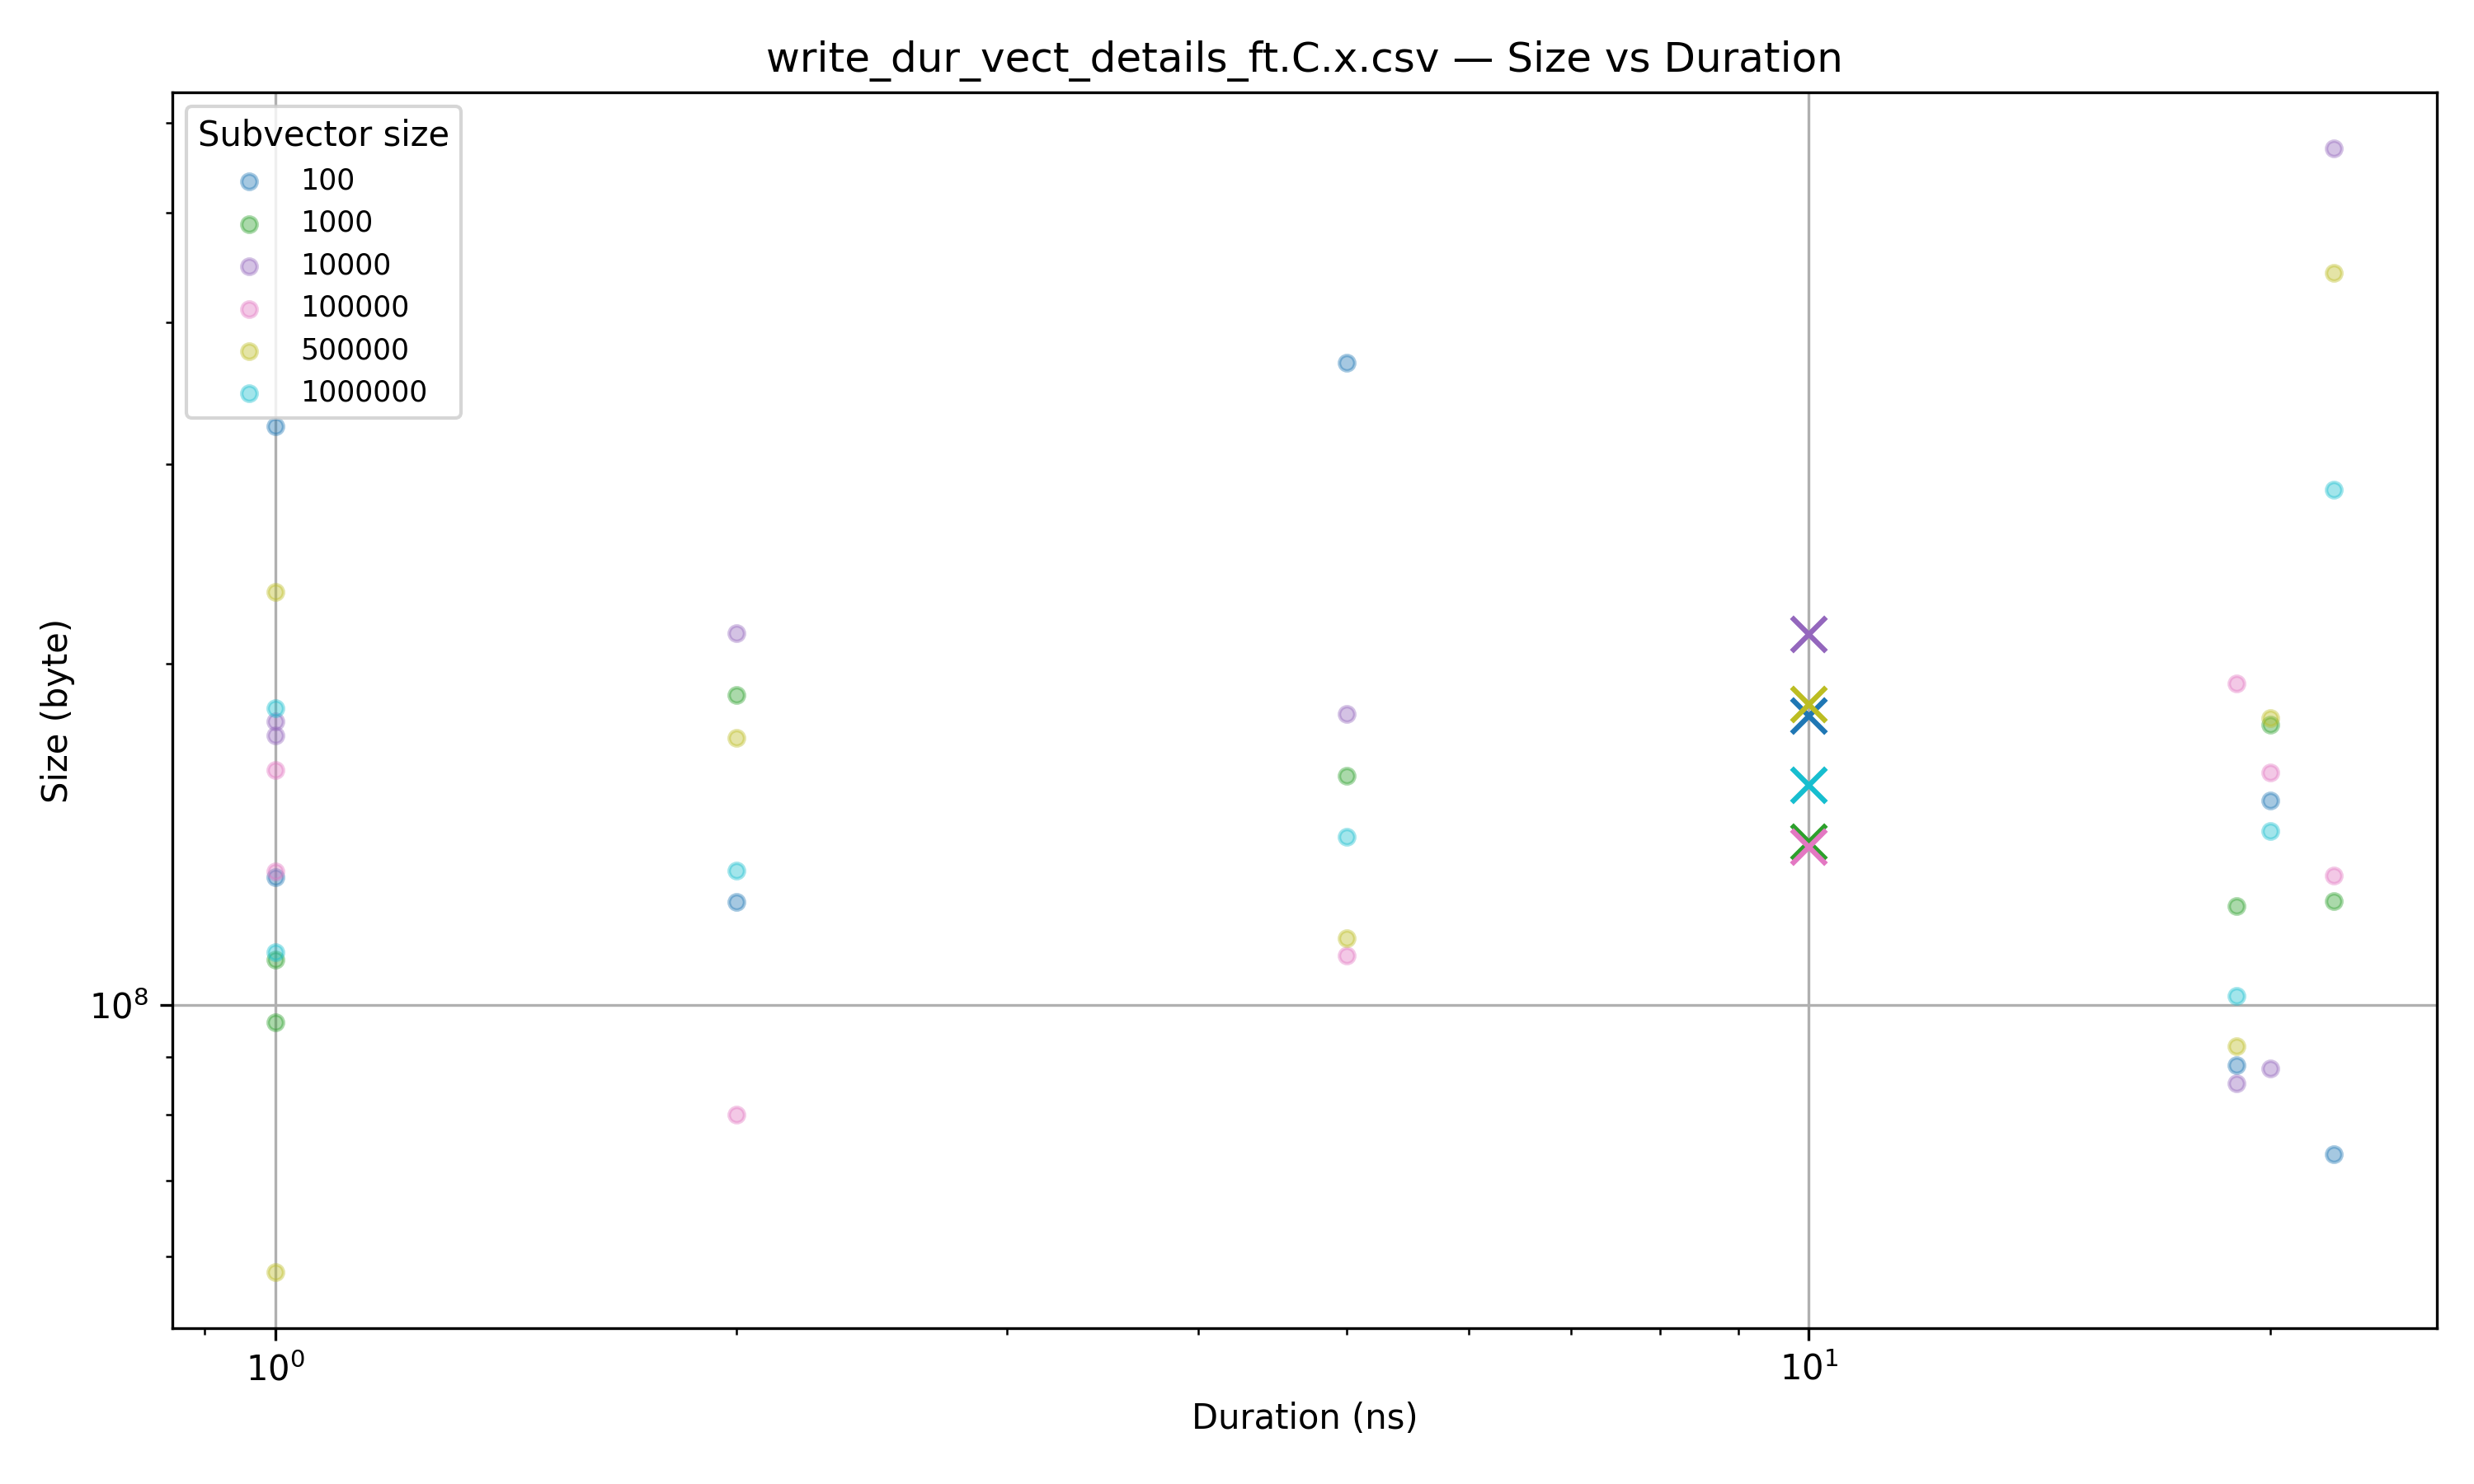 write_dur_vect_details_ft.C.x.csv — Size vs Duration
Subvector size
100
1000
10000
100000
500000
1000000
Size (byte)
10⁸
10⁰
10¹
Duration (ns)